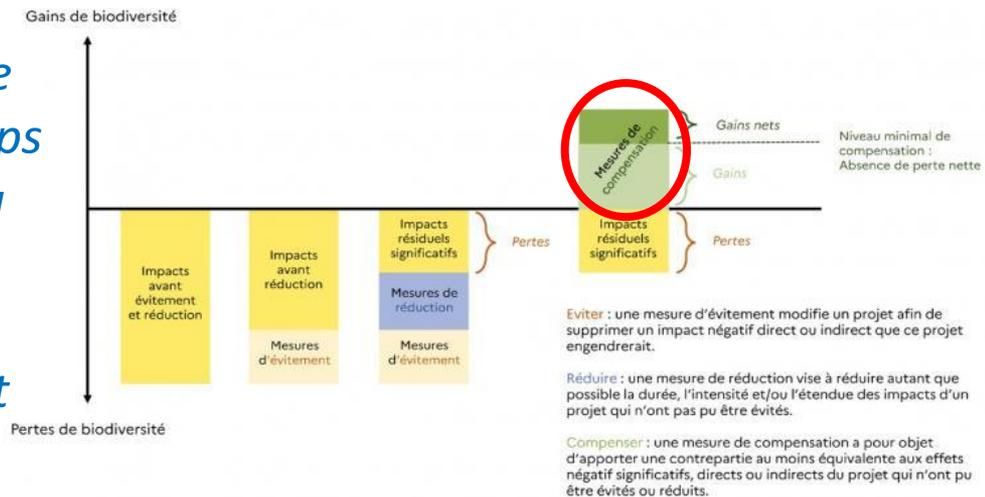 Gains de biodiversité
Mesures de
compensation
Gains nets
Gains
Niveau minimal de
compensation :
Absence de perte nette
Impacts
avant
évitement
et réduction
Impacts
avant
réduction
Mesures
d'évitement
Impacts
résiduels
significatifs
Pertes
Mesures de
réduction
Mesures
d'évitement
Impacts
résiduels
significatifs
Pertes
Pertes de biodiversité
Eviter : une mesure d'évitement modifie un projet afin de
supprimer un impact négatif direct ou indirect que ce projet
engendrerait.
Réduire : une mesure de réduction vise à réduire autant que
possible la durée, l'intensité et/ou l'étendue des impacts d'un
projet qui n'ont pas pu être évités.
Compenser : une mesure de compensation a pour objet
d'apporter une contrepartie au moins équivalente aux effets
négatif significatifs, directs ou indirects du projet qui n'ont pu
être évités ou réduits.